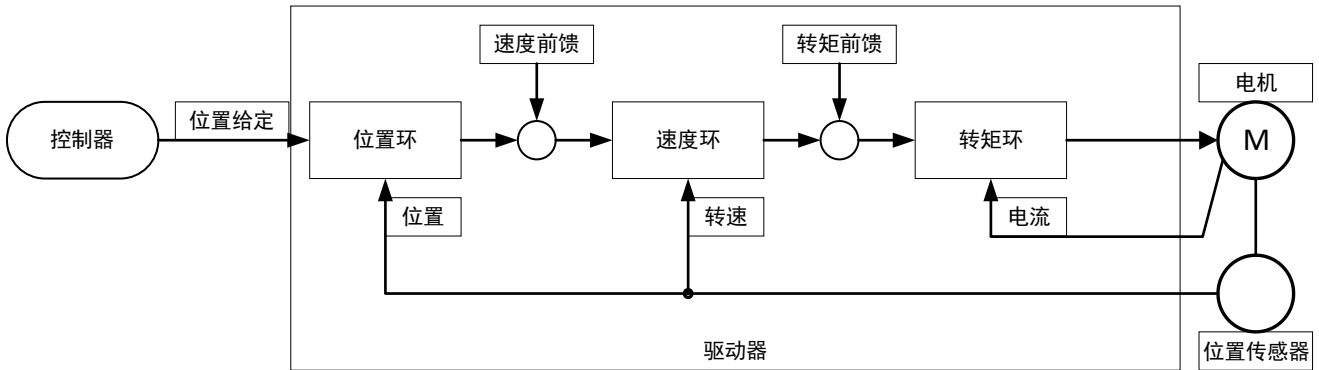 速度前馈
转矩前馈
电机
控制器
位置给定
位置环
速度环
转矩环
M
位置
转速
电流
驱动器
位置传感器